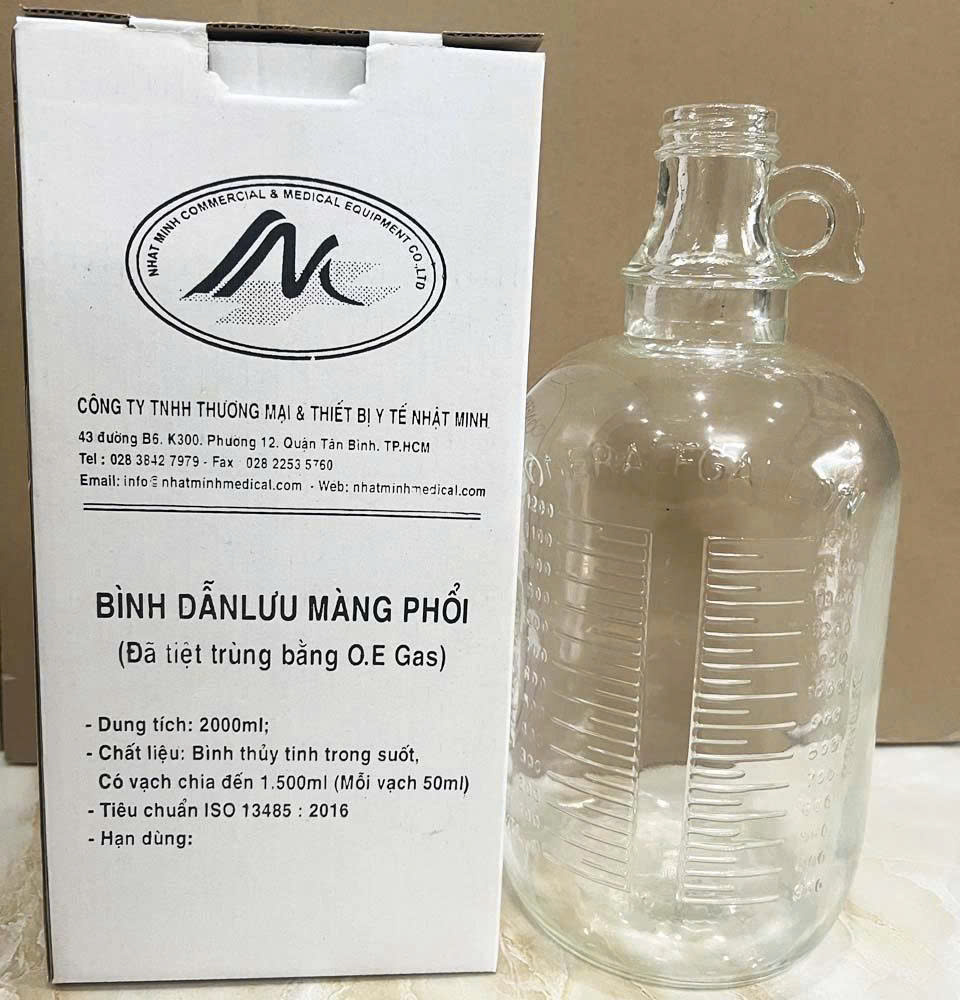 NHAT MINH COMMERCIAL & MEDICAL EQUIPMENT CO.,LTD
CÔNG TY TNHH THƯƠNG MẠI & THIẾT BỊ Y TẾ NHẬT MINH
43 đường B6. K300. Phường 12. Quận Tân Bình. TP.HCM
Tel : 028 3842 7979 - Fax 028 2253 5760
Email: info@nhatminhmedical.com - Web: nhatminhmedical.com
BÌNH DẪNLƯU MÀNG PHỔI
(Đã tiệt trùng bằng O.E Gas)
- Dung tích: 2000ml;
- Chất liệu: Bình thủy tinh trong suốt,
Có vạch chia đến 1.500ml (Mỗi vạch 50ml)
- Tiêu chuẩn ISO 13485 : 2016
- Hạn dùng: